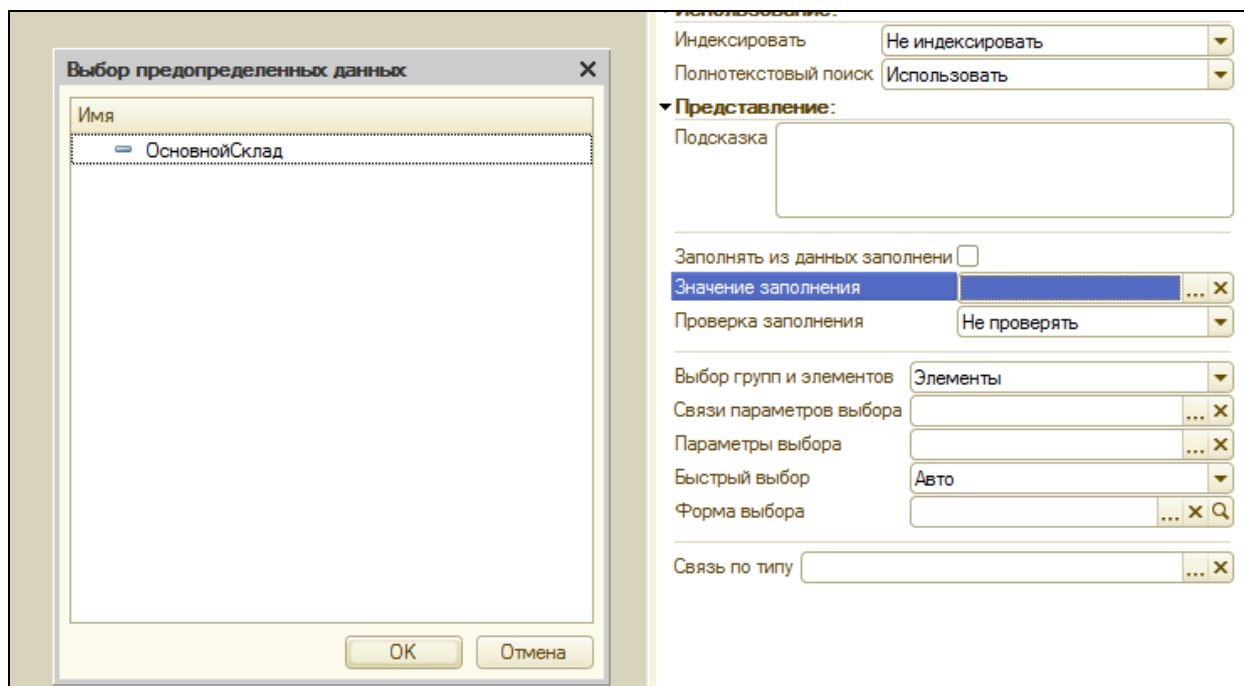 Использование:
Индексировать Не индексировать
Полнотекстовый поиск Использовать
Представление:
Подсказка
Заполнять из данных заполнени
Значение заполнения ...
Проверка заполнения Не проверять
Выбор групп и элементов Элементы
Связи параметров выбора ...
Параметры выбора ...
Быстрый выбор Авто
Форма выбора ...
Связь по типу ...
Выбор предопределенных данных
Имя
ОсновнойСклад
OK Отмена